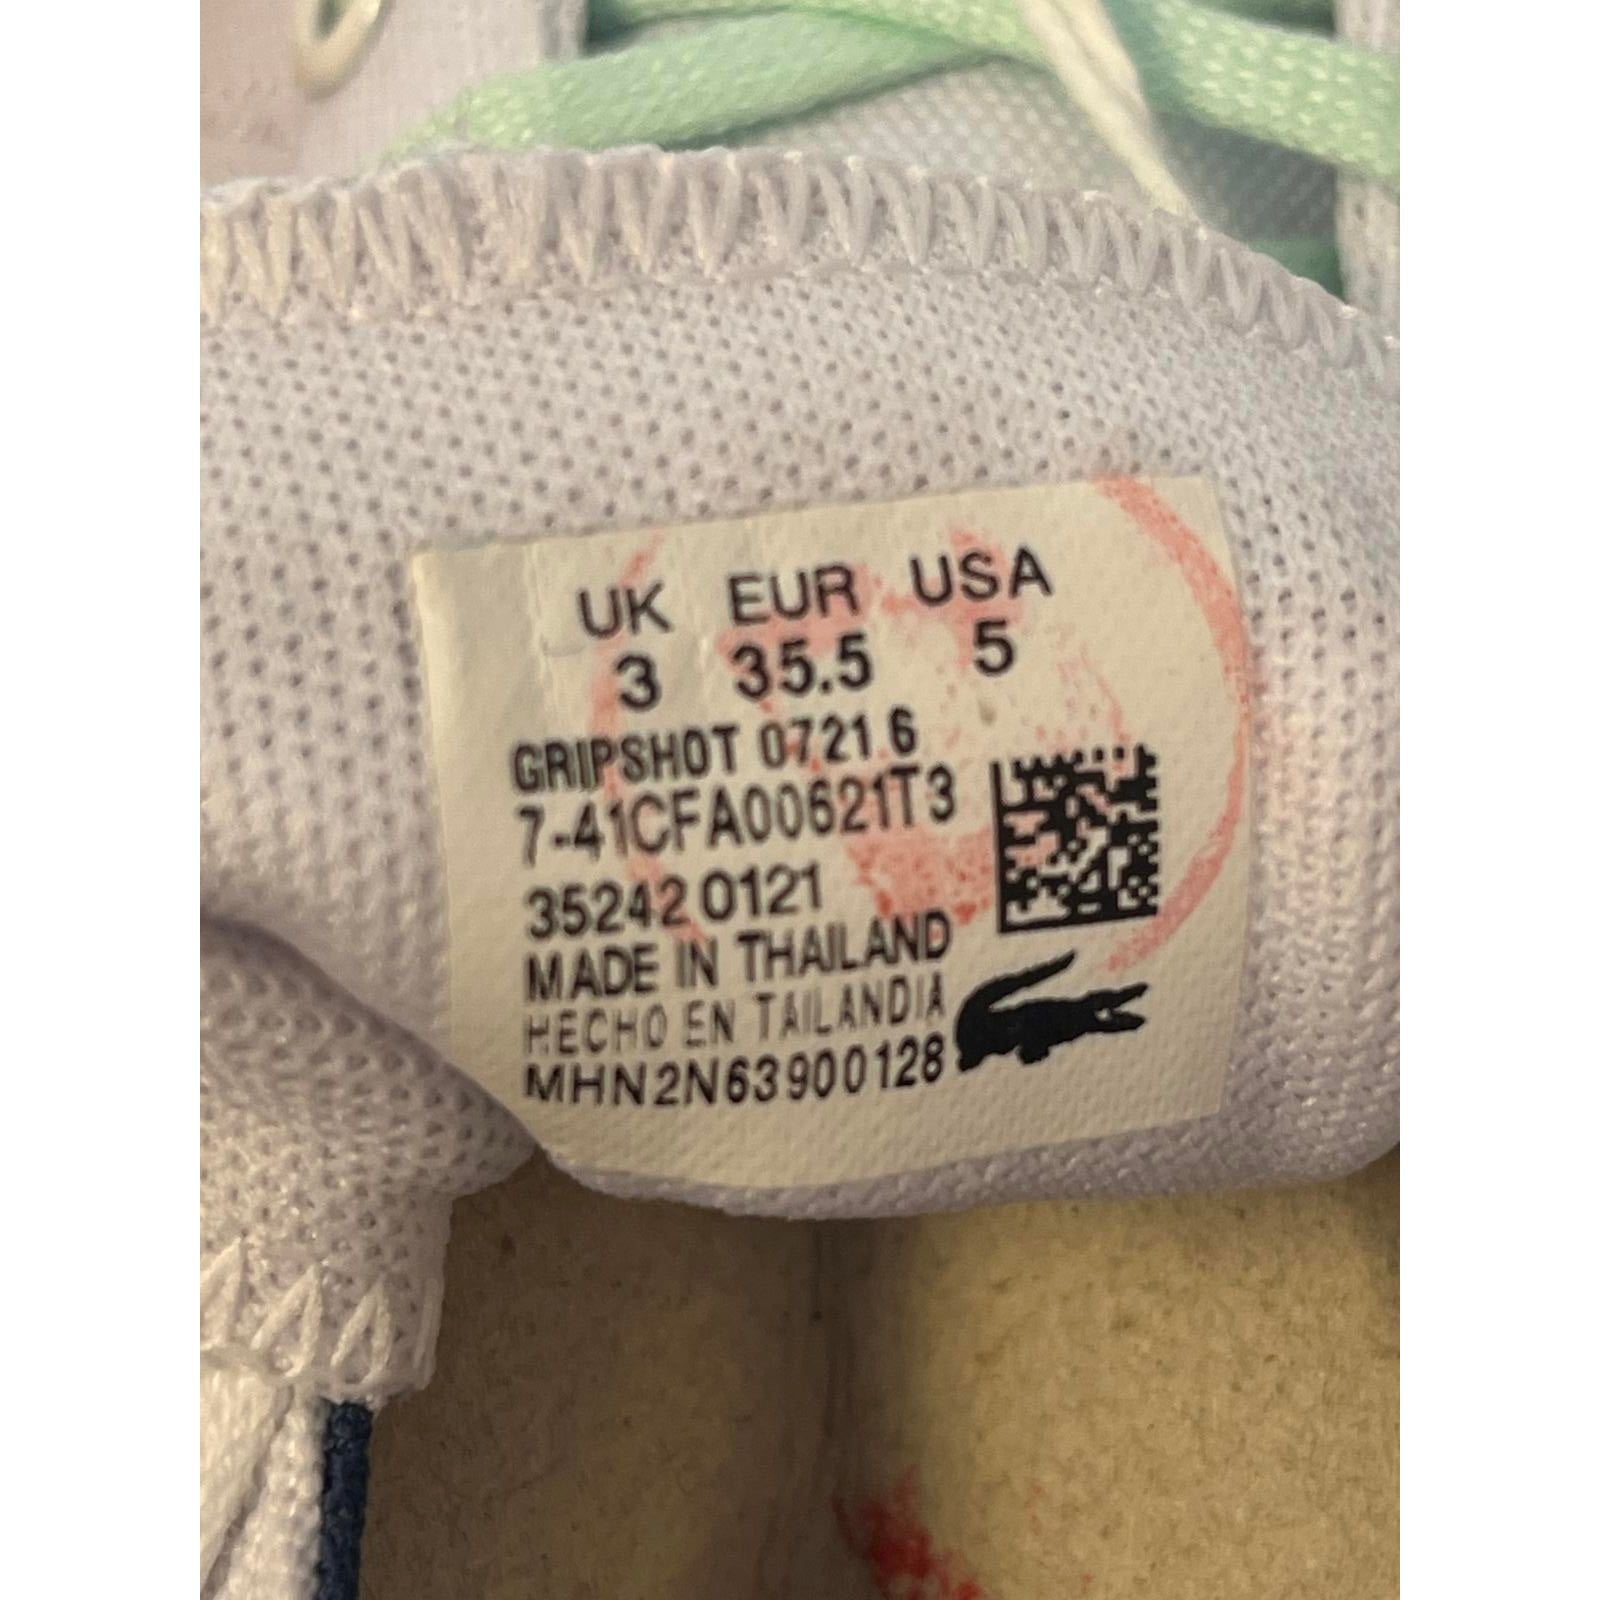 UK EUR USA
3 35.5 5
GRIPSHOT 0721 6
7-41CFA00621T3
35242 0121
MADE IN THAILAND
HECHO EN TAILANDIA
MHN2N63900128